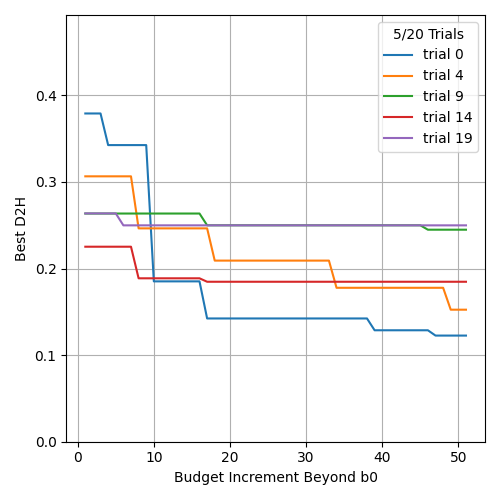 5/20 Trials
trial 0
trial 4
trial 9
trial 14
trial 19
Best D2H
0.4
0.3
0.2
0.1
0.0
0 10 20 30 40 50
Budget Increment Beyond b0